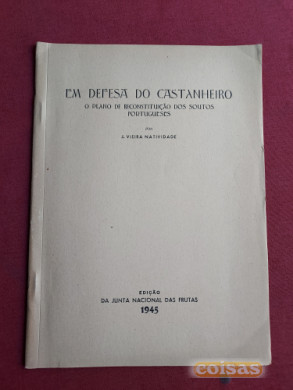 EM DEFESA DO CASTANHEIRO
O PLANO DE RECONSTITUIÇÃO DOS SOUTOS
PORTUGUESES
POR
J. VIEIRA NATIVIDADE
EDIÇÃO
DA JUNTA NACIONAL DAS FRUTAS
1945
coisas